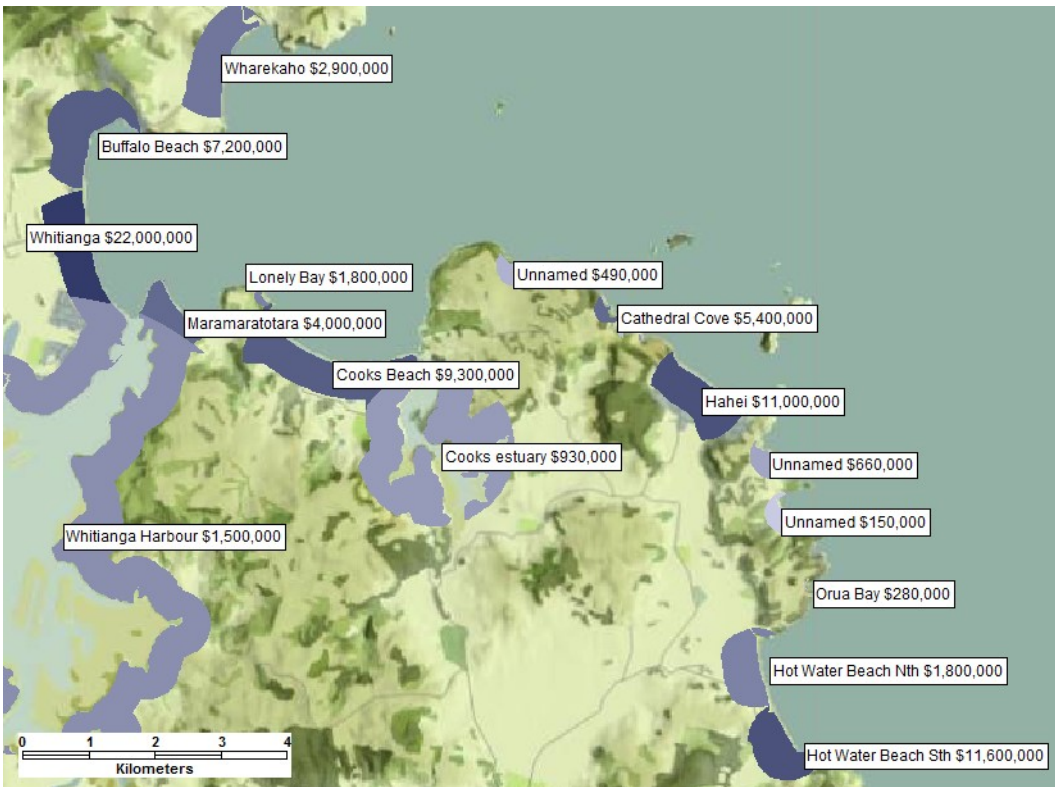 Wharekaho $2,900,000
Buffalo Beach $7,200,000
Whitianga $22,000,000
Lonely Bay $1,800,000
Unnamed $490,000
Maramaratotara $4,000,000
Cathedral Cove $5,400,000
Cooks Beach $9,300,000
Hahei $11,000,000
Cooks estuary $930,000
Unnamed $660,000
Unnamed $150,000
Whitianga Harbour $1,500,000
Orua Bay $280,000
Hot Water Beach Nth $1,800,000
Hot Water Beach Sth $11,600,000
0 1 2 3 4
Kilometers